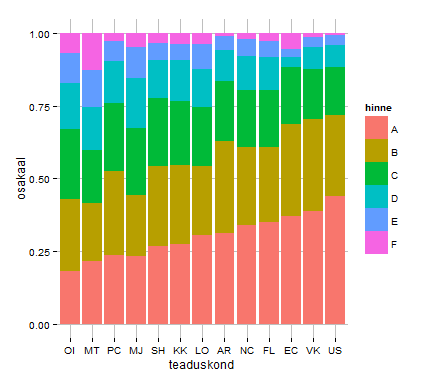 1.00
0.75
0.50
0.25
0.00
osakaal
OI MT PC MJ SH KK LO AR NC FL EC VK US
teaduskond
hinne
A
B
C
D
E
F